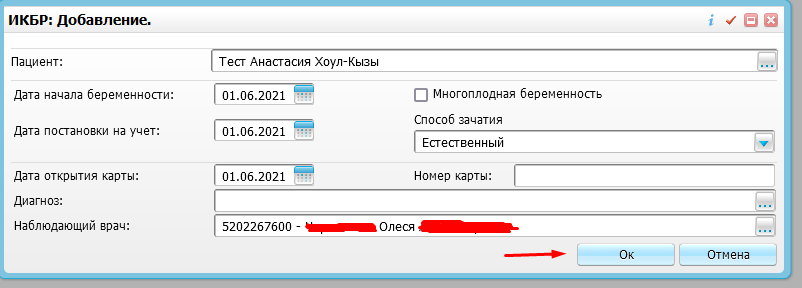 ИКБР: Добавление.
Пациент: Тест Анастасия Хоул-Кызы
Дата начала беременности: 01.06.2021 Многоплодная беременность
Способ зачатия
Дата постановки на учет: 01.06.2021 Естественный
Дата открытия карты: 01.06.2021 Номер карты:
Диагноз:
Наблюдающий врач: 5202267600 - Олеся
Ок Отмена